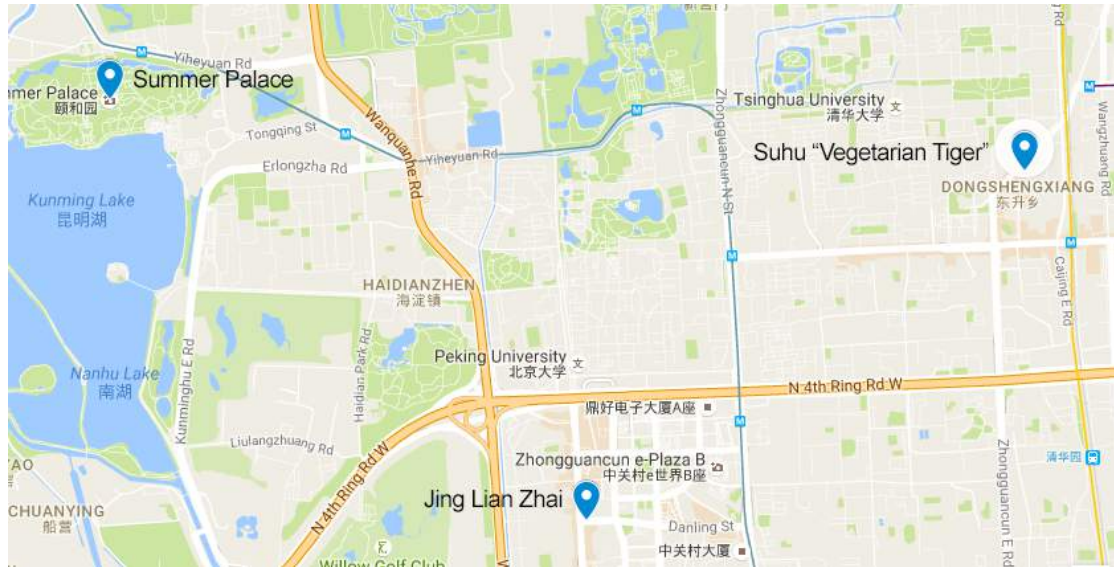 Yiheyuan Rd
Summer Palace
mmer Palace
颐和园
Tongqing St
Wanquanhe Rd
Yiheyuan Rd
Erlongzha Rd
Zhongguancun N St
Tsinghua University
清华大学
Wangzhuang Rd
Suhu “Vegetarian Tiger”
DONGSHENGXIANG
东升乡
Kunming Lake
昆明湖
HAIDIANZHEN
海淀镇
Caijing E Rd
Peking University
北京大学
Nanhu Lake
南湖
Kunminghu E Rd
Haidian Park Rd
N 4th Ring Rd W
鼎好电子大厦A座
Liulangzhuang Rd
N 4th Ring Rd W
Zhongguancun e-Plaza B
中关村e世界B座
清华园
YAO
Jing Lian Zhai
Zhongguancun E Rd
CHUANYING
船营
Danling St
中关村大厦
Willow Golf Club
M
M
M
M
M
M
M